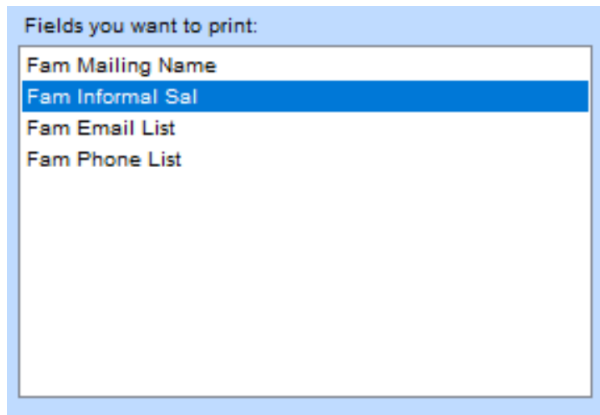 Fields you want to print:
Fam Mailing Name
Fam Informal Sal
Fam Email List
Fam Phone List